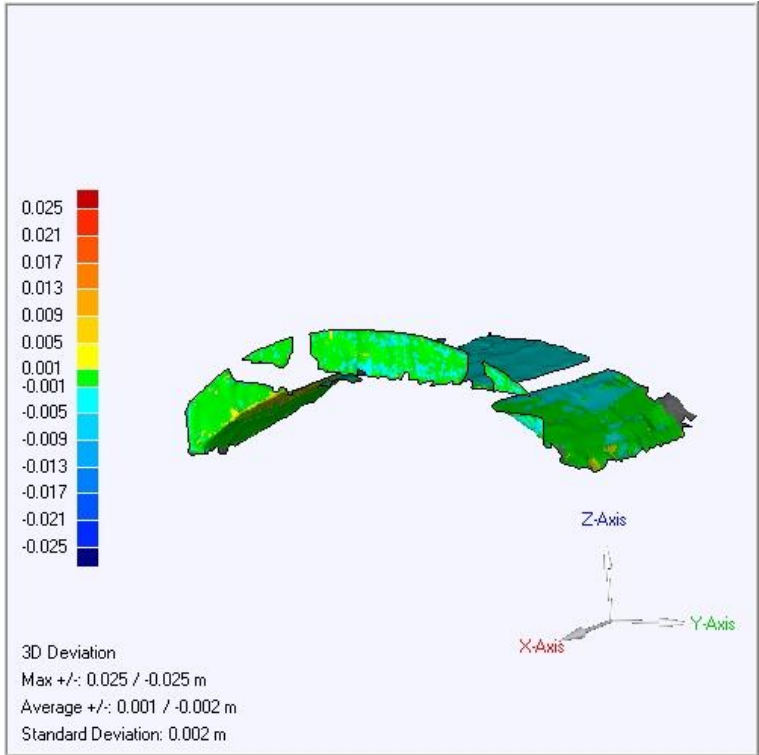 0.025
0.021
0.017
0.013
0.009
0.005
0.001
-0.001
-0.005
-0.009
-0.013
-0.017
-0.021
-0.025
Z-Axis
Y-Axis
X-Axis
3D Deviation
Max +/-: 0.025 / -0.025 m
Average +/-: 0.001 / -0.002 m
Standard Deviation: 0.002 m